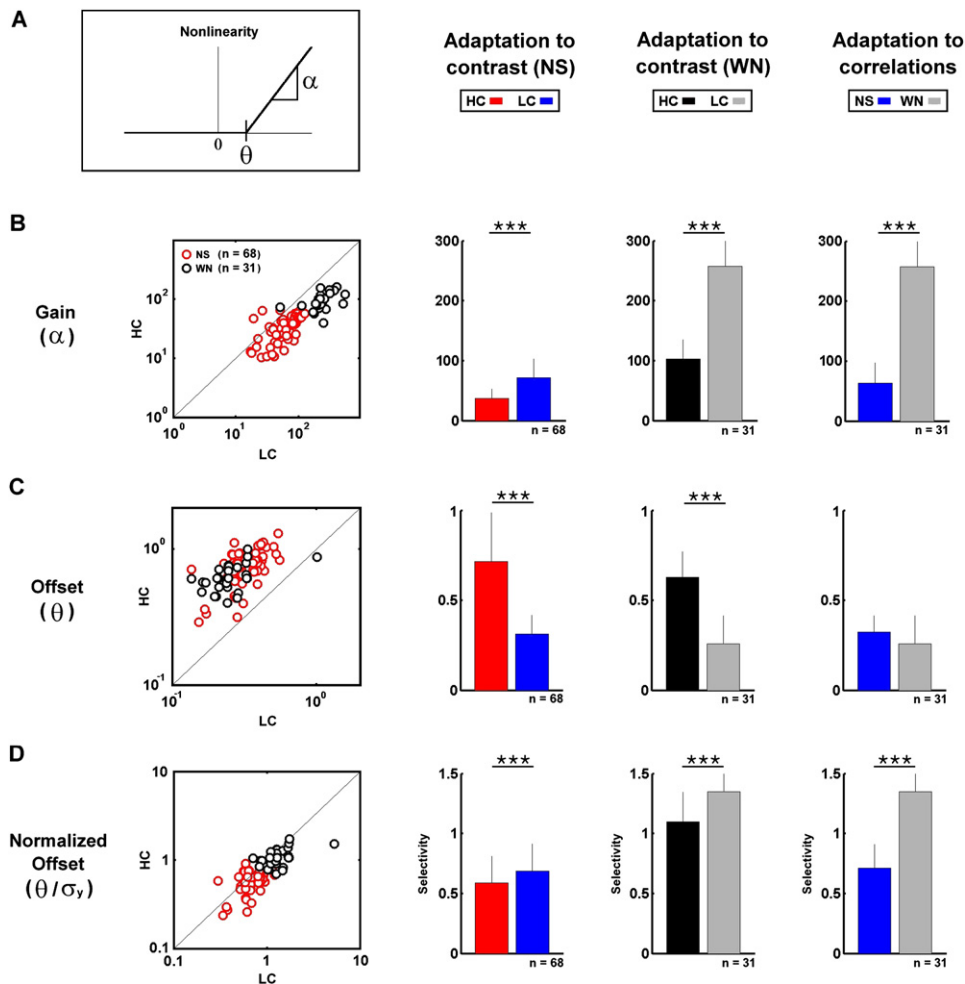 A
Nonlinearity
α
0
θ
Adaptation to
contrast (NS)
HC LC
Adaptation to
contrast (WN)
HC LC
Adaptation to
correlations
NS WN
B
Gain
(α)
NS (n = 68)
WN (n = 31)
HC
10^2
10^1
10^0
10^0 10^1 10^2
LC
***
300
200
100
0
n = 68
***
300
200
100
0
n = 31
***
300
200
100
0
n = 31
C
Offset
(θ)
HC
10^0
10^-1
10^-1 10^0
LC
***
1
0.5
0
n = 68
***
1
0.5
0
n = 31
1
0.5
0
n = 31
D
Normalized
Offset
(θ/σy)
HC
10
1
0.1
0.1 1 10
LC
***
Selectivity
1.5
1
0.5
0
n = 68
***
Selectivity
1.5
1
0.5
0
n = 31
***
Selectivity
1.5
1
0.5
0
n = 31